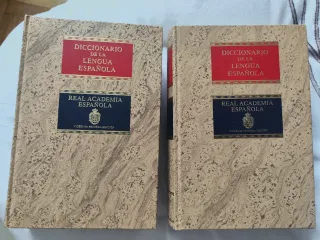 DICCIONARIO
DE LA
LENGUA
ESPAÑOLA
REAL ACADEMIA
ESPAÑOLA
DICCIONARIO
DE LA
LENGUA
ESPAÑOLA
REAL ACADEMIA
ESPAÑOLA